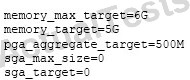 memory_max_target=6G
memory_target=5G
pga_aggregate_target=500M
sga_max_size=0
sga_target=0